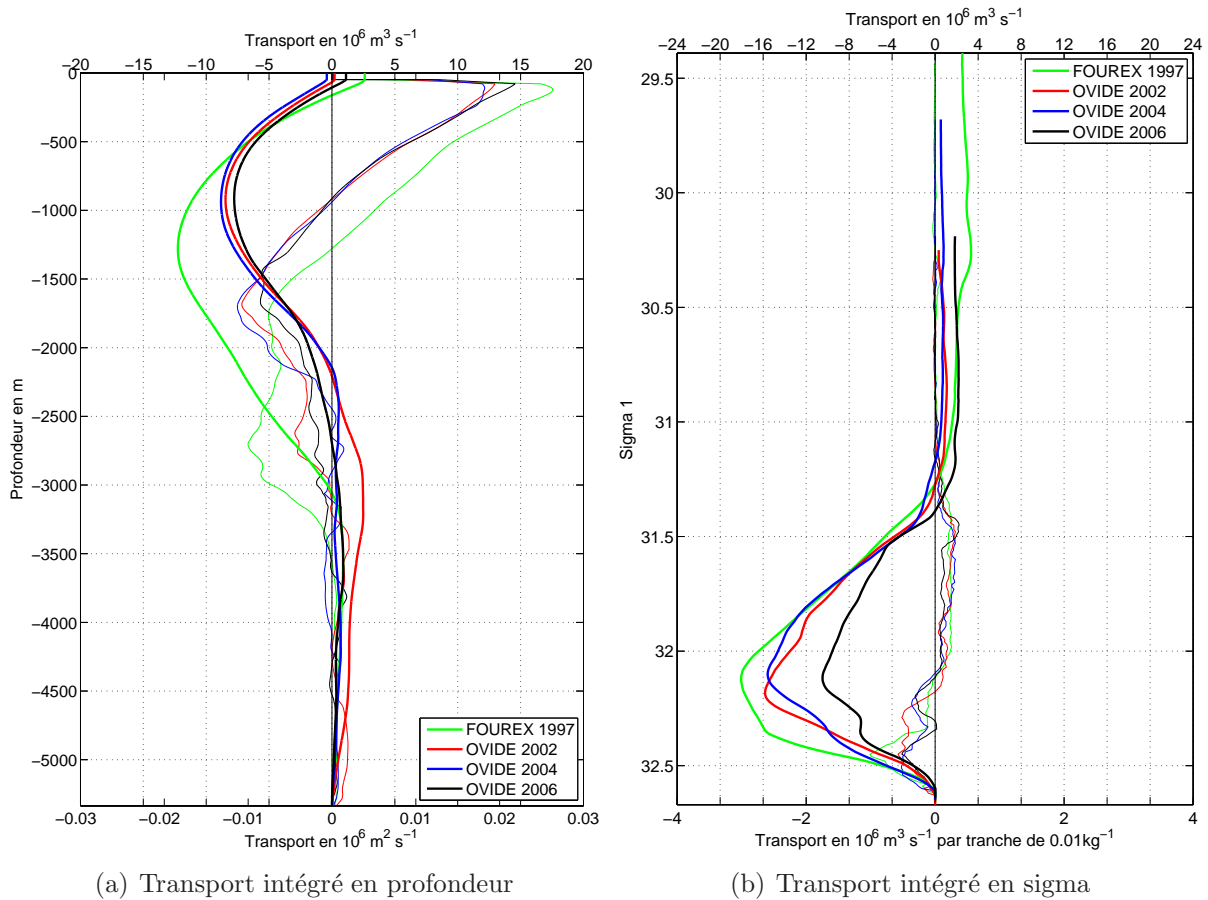 Transport en 10⁶ m³ s⁻¹
−20 −15 −10 −5 0 5 10 15 20
0
−500
−1000
−1500
−2000
−2500
−3000
−3500
−4000
−4500
−5000
Profondeur en m
FOUREX 1997
OVIDE 2002
OVIDE 2004
OVIDE 2006
−0.03 −0.02 −0.01 0 0.01 0.02 0.03
Transport en 10⁶ m² s⁻¹
(a) Transport intégré en profondeur
Transport en 10⁶ m³ s⁻¹
−24 −20 −16 −12 −8 −4 0 4 8 12 16 20 24
29.5
30
30.5
31
31.5
32
32.5
Sigma 1
FOUREX 1997
OVIDE 2002
OVIDE 2004
OVIDE 2006
−4 −3 −2 −1 0 1 2 3 4
Transport en 10⁶ m³ s⁻¹ par tranche de 0.01kg⁻¹
(b) Transport intégré en sigma